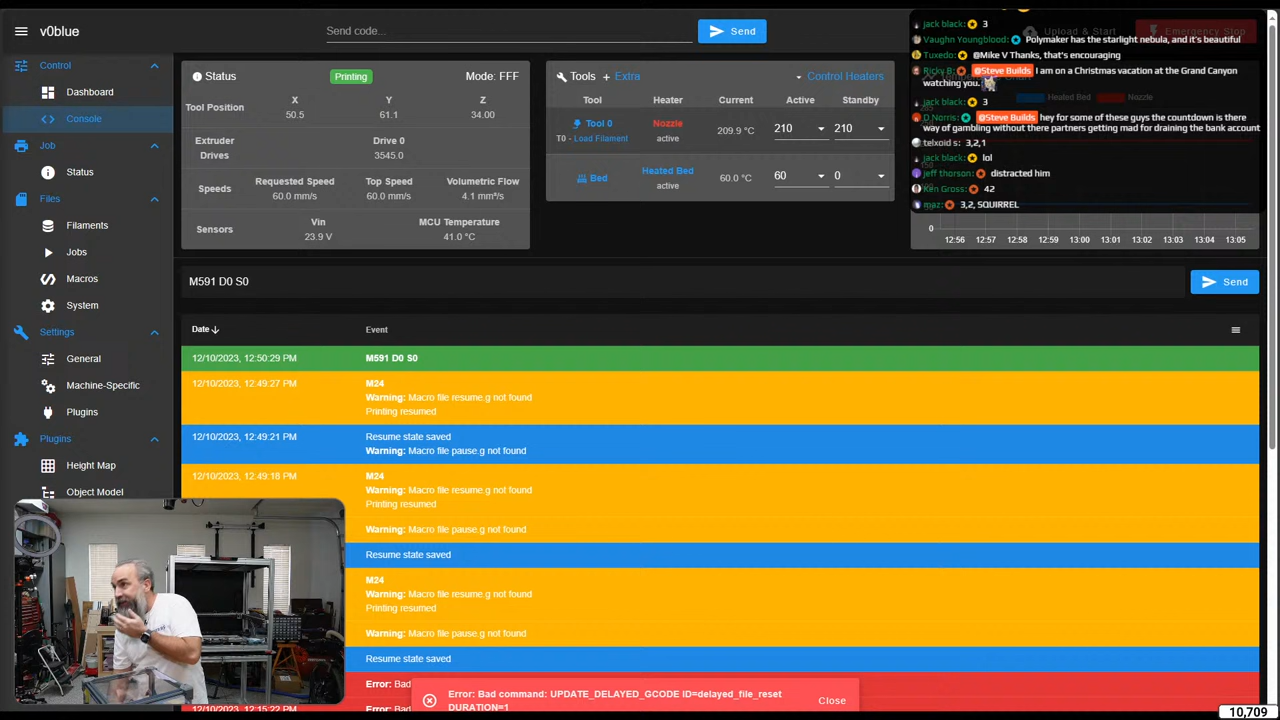 v0blue
Send code...
Send
Upload & Start
Emergency Stop
jack black: 3
Vaughn Youngblood: Polymaker has the starlight nebula, and it's beautiful
Tuxedo: @Mike V Thanks, that's encouraging
Ricky B: @Steve Builds I am on a Christmas vacation at the Grand Canyon
watching you.
jack black: 3
D Norris: @Steve Builds hey for some of these guys the countdown is there
way of gambling without there partners getting mad for draining the bank account
telxoid s: 3,2,1
jack black: lol
jeff thorson: distracted him
Ken Gross: 42
maz: 3,2, SQUIRREL
Heated Bed
Nozzle
0
12:56 12:57 12:58 12:59 13:00 13:01 13:02 13:03 13:04 13:05
Control
Dashboard
Console
Job
Status
Files
Filaments
Jobs
Macros
System
Settings
General
Machine-Specific
Plugins
Plugins
Height Map
Object Model
Status
Printing
Mode: FFF
Tool Position
X
50.5
Y
61.1
Z
34.00
Extruder
Drives
Drive 0
3545.0
Speeds
Requested Speed
60.0 mm/s
Top Speed
60.0 mm/s
Volumetric Flow
4.1 mm³/s
Sensors
Vin
23.9 V
MCU Temperature
41.0 °C
Tools + Extra
Control Heaters
Tool Heater Current Active Standby
Tool 0
T0 - Load Filament
Nozzle
active
209.9 °C
210
210
Bed
Heated Bed
active
60.0 °C
60
0
M591 D0 S0
Send
Date
Event
12/10/2023, 12:50:29 PM M591 D0 S0
12/10/2023, 12:49:27 PM M24
Warning: Macro file resume.g not found
Printing resumed
12/10/2023, 12:49:21 PM Resume state saved
Warning: Macro file pause.g not found
12/10/2023, 12:49:18 PM M24
Warning: Macro file resume.g not found
Printing resumed
Warning: Macro file pause.g not found
Resume state saved
M24
Warning: Macro file resume.g not found
Printing resumed
Warning: Macro file pause.g not found
Resume state saved
Error: Bad
Error: Bad command: UPDATE_DELAYED_GCODE ID=delayed_file_reset
DURATION=1
Close
10,709